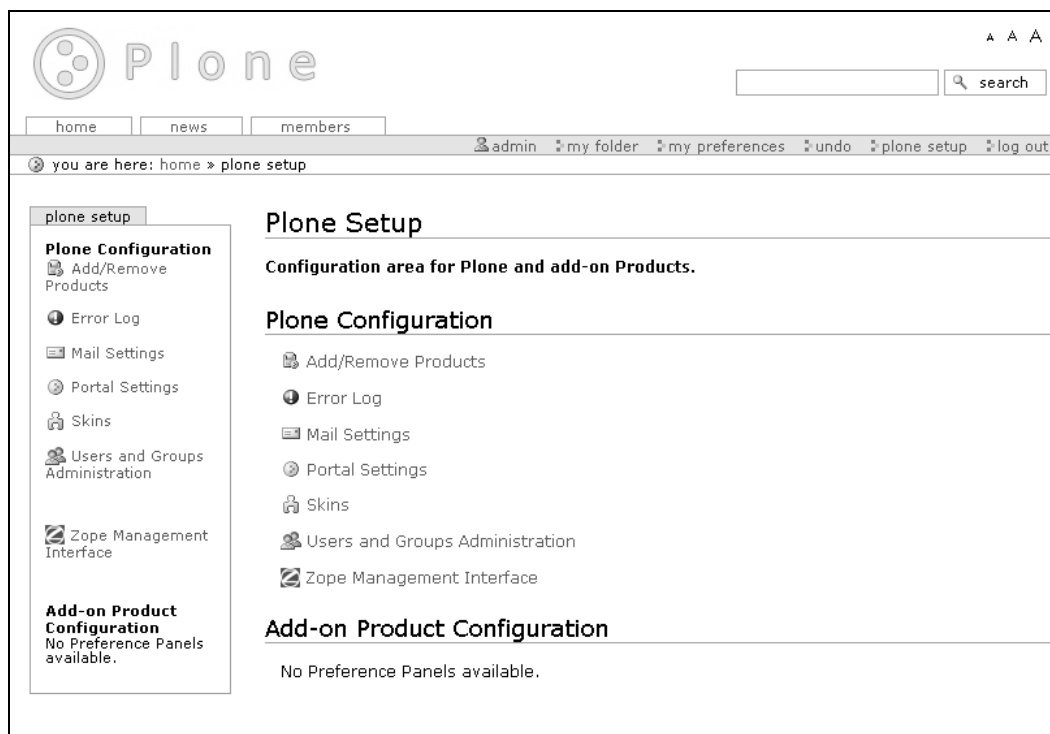 A A A
Plone
search
home news members
admin my folder my preferences undo plone setup log out
you are here: home » plone setup
plone setup
Plone Configuration
Add/Remove
Products
Error Log
Mail Settings
Portal Settings
Skins
Users and Groups
Administration
Zope Management
Interface
Add-on Product
Configuration
No Preference Panels
available.
Plone Setup
Configuration area for Plone and add-on Products.
Plone Configuration
Add/Remove Products
Error Log
Mail Settings
Portal Settings
Skins
Users and Groups Administration
Zope Management Interface
Add-on Product Configuration
No Preference Panels available.